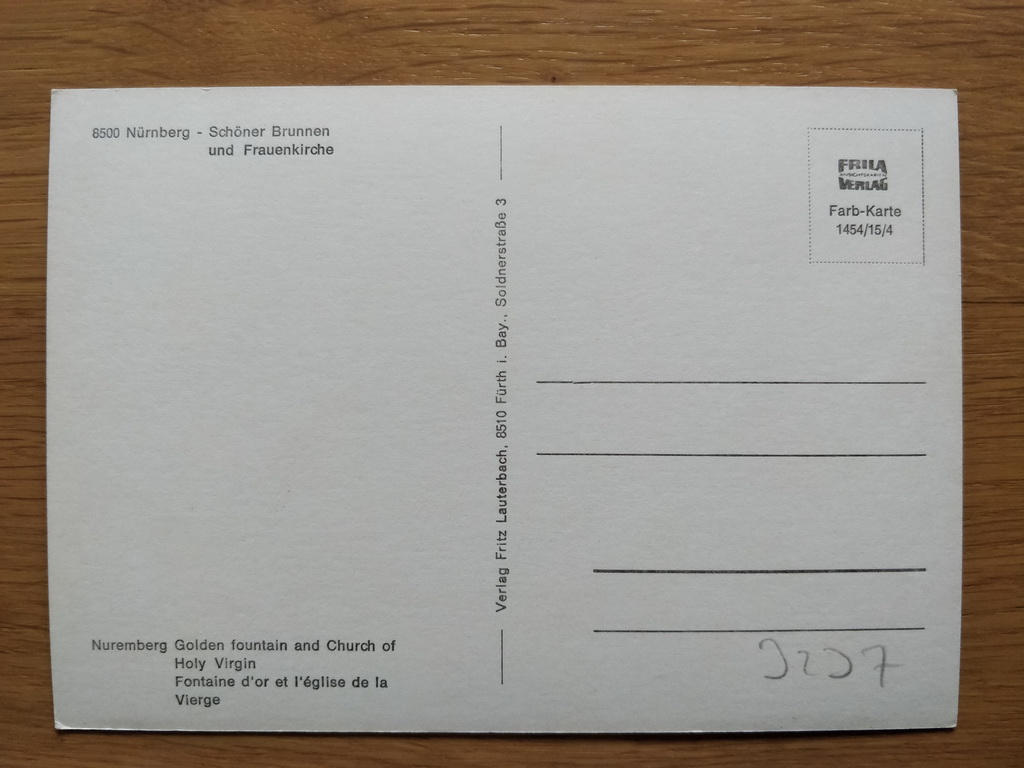 8500 Nürnberg - Schöner Brunnen
und Frauenkirche
FRILA
ANSICHTSKARTEN
VERLAG
Farb-Karte
1454/15/4
Verlag Fritz Lauterbach, 8510 Fürth i. Bay., Soldnerstraße 3
Nuremberg Golden fountain and Church of
Holy Virgin
Fontaine d'or et l'église de la
Vierge